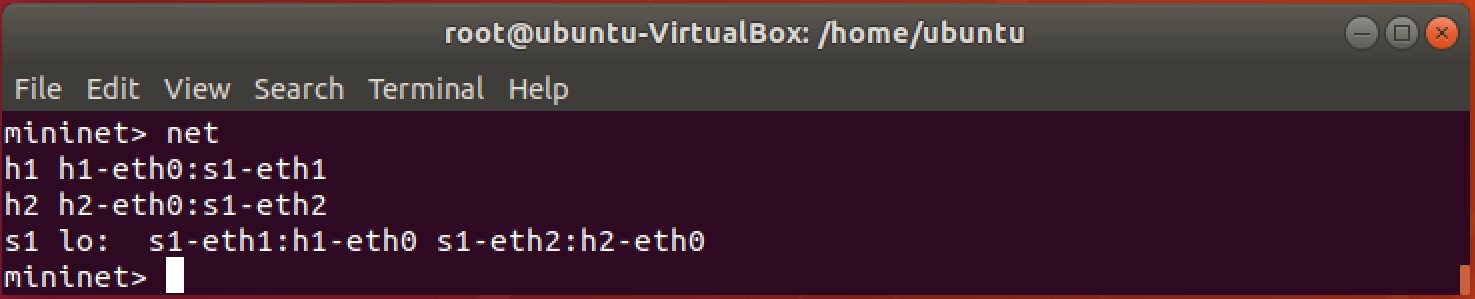 root@ubuntu-VirtualBox: /home/ubuntu
File Edit View Search Terminal Help
mininet> net
h1 h1-eth0:s1-eth1
h2 h2-eth0:s1-eth2
s1 lo:  s1-eth1:h1-eth0 s1-eth2:h2-eth0
mininet>